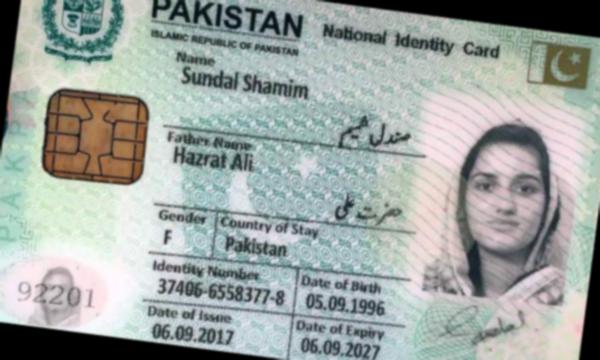 PAKISTAN
National Identity Card
ISLAMIC REPUBLIC OF PAKISTAN
Name
Sundal Shamim
صندل شمیم
Father Name
Hazrat Ali
حضرت علی
Gender
Country of Stay
F
Pakistan
Identity Number
Date of Birth
37406-6558377-8
05.09.1996
Date of Issue
Date of Expiry
06.09.2017
06.09.2027
92201